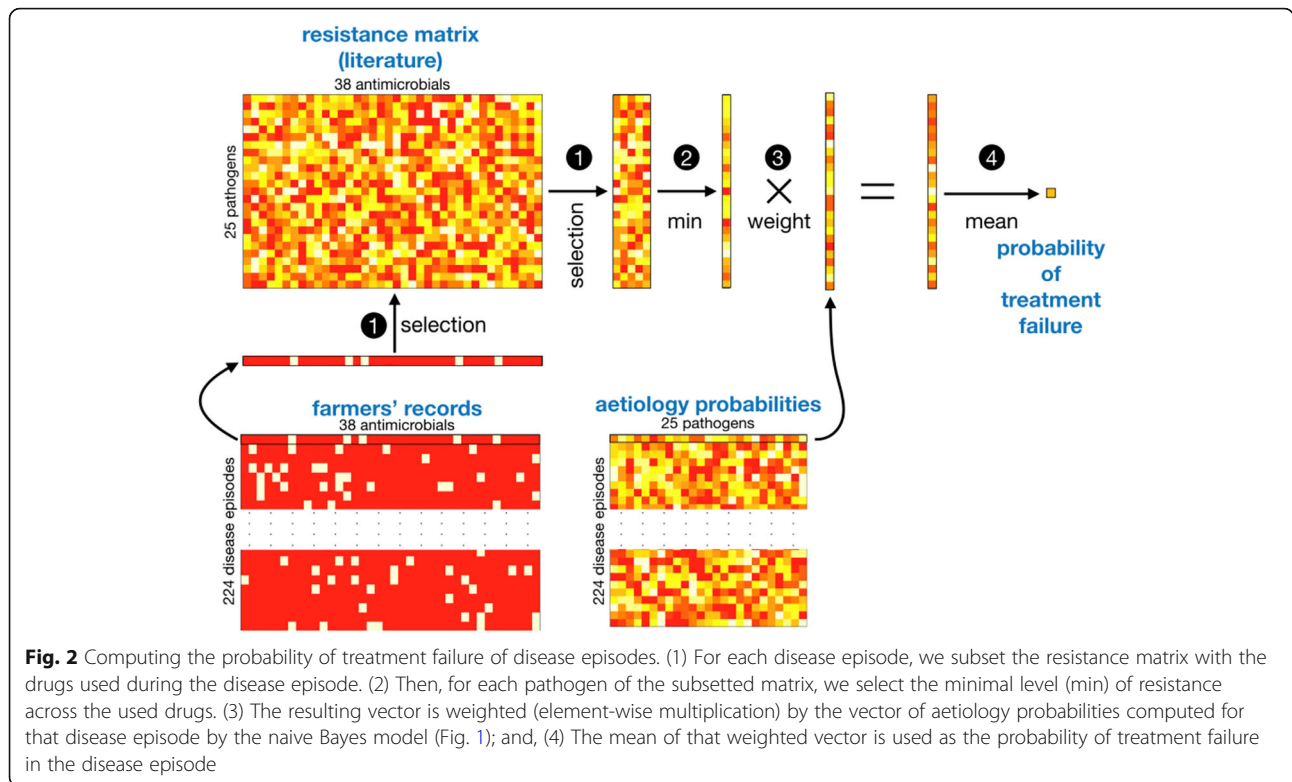 resistance matrix
(literature)
38 antimicrobials
25 pathogens
1
selection
2
min
3
×
weight
=
4
mean
probability
of
treatment
failure
1
selection
farmers’ records
38 antimicrobials
224 disease episodes
aetiology probabilities
25 pathogens
224 disease episodes
Fig. 2 Computing the probability of treatment failure of disease episodes. (1) For each disease episode, we subset the resistance matrix with the
drugs used during the disease episode. (2) Then, for each pathogen of the subsetted matrix, we select the minimal level (min) of resistance
across the used drugs. (3) The resulting vector is weighted (element-wise multiplication) by the vector of aetiology probabilities computed for
that disease episode by the naive Bayes model (Fig. 1); and, (4) The mean of that weighted vector is used as the probability of treatment failure
in the disease episode